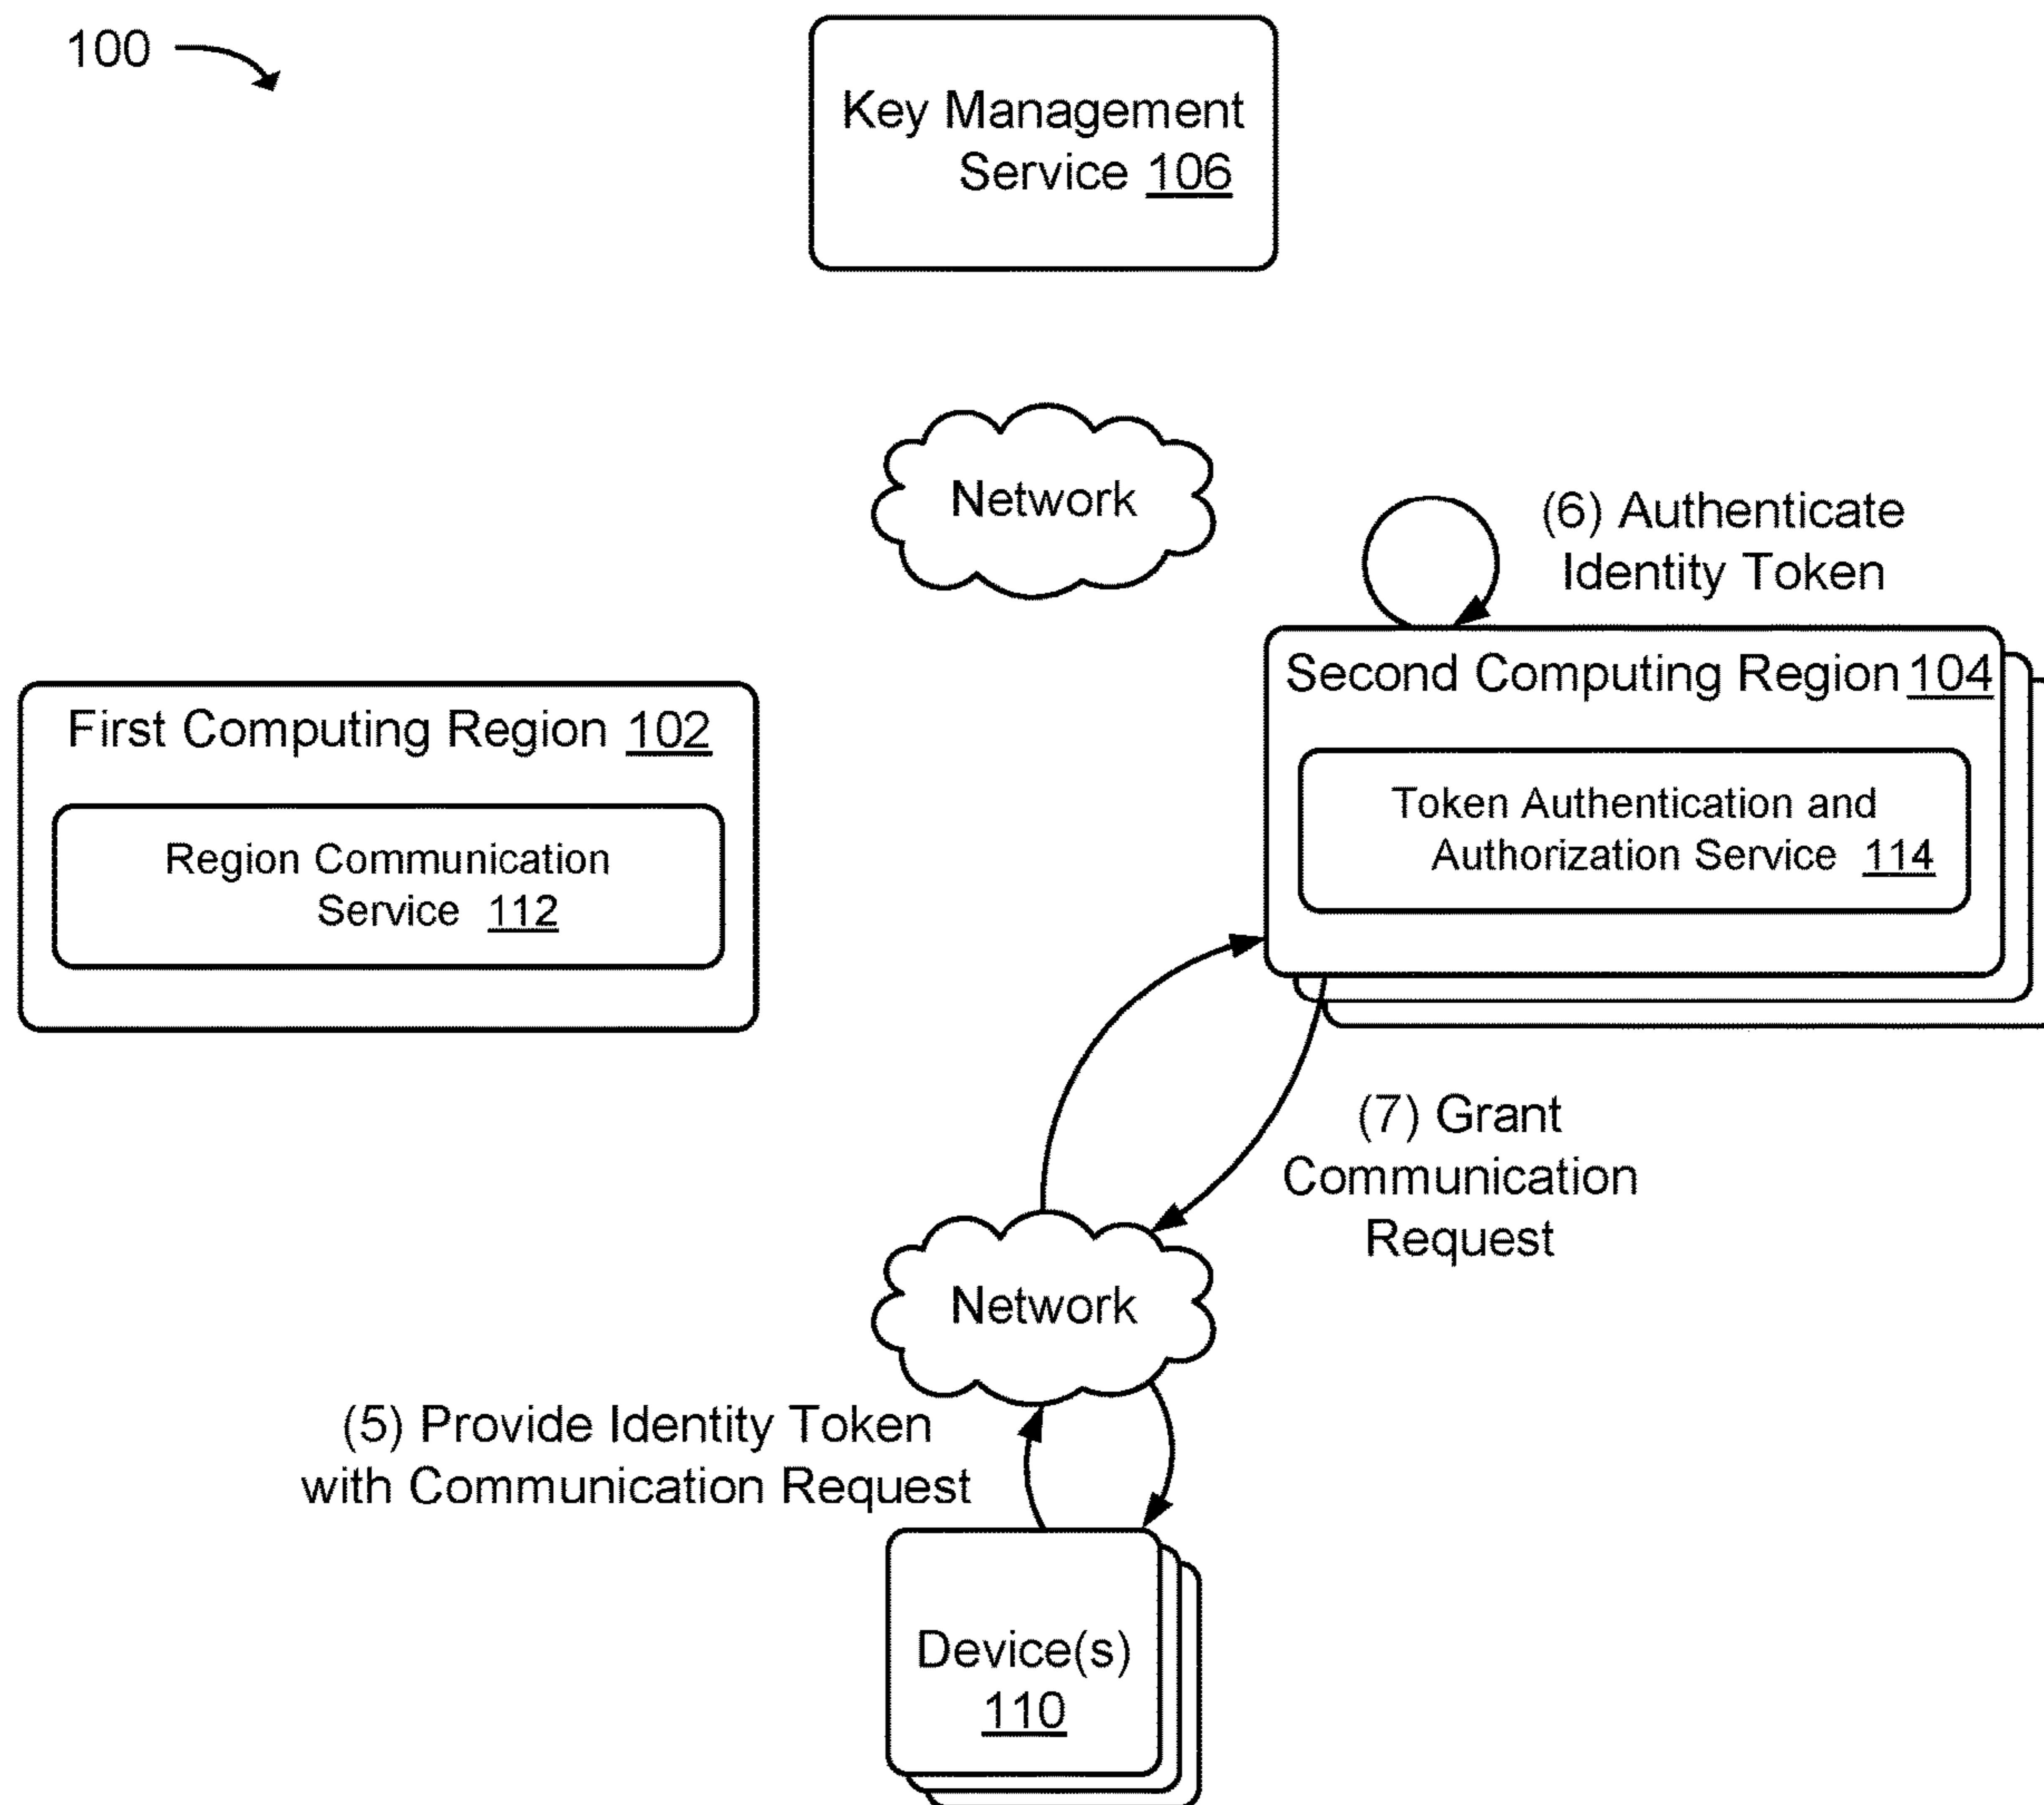 100
Key Management
Service 106
Network
(6) Authenticate
Identity Token
Second Computing Region 104
First Computing Region 102
Token Authentication and
Authorization Service 114
Region Communication
Service 112
(7) Grant
Communication
Request
Network
(5) Provide Identity Token
with Communication Request
Device(s)
110